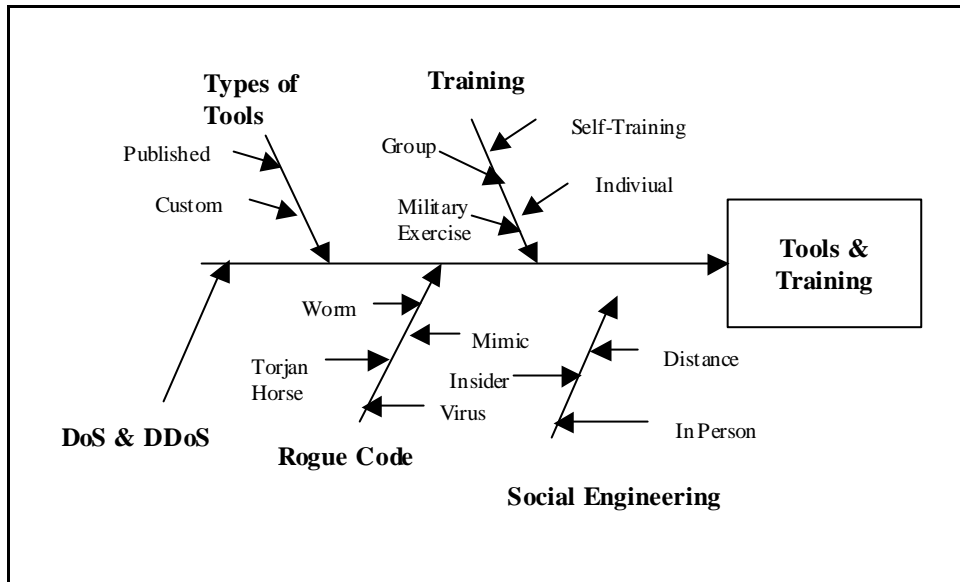 Types of
Tools
Training
Published
Custom
Self-Training
Group
Indiviual
Military
Exercise
Tools &
Training
Worm
Mimic
Torjan
Horse
Virus
Distance
Insider
In Person
DoS & DDoS
Rogue Code
Social Engineering